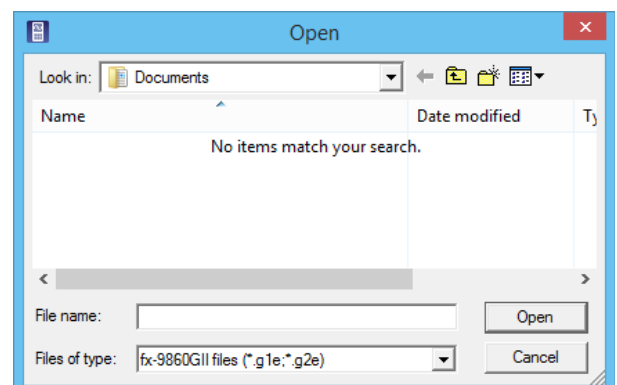 Open
Look in: Documents
Name Date modified Ty
No items match your search.
File name: Open
Files of type: fx-9860GII files (*.g1e;*.g2e) Cancel